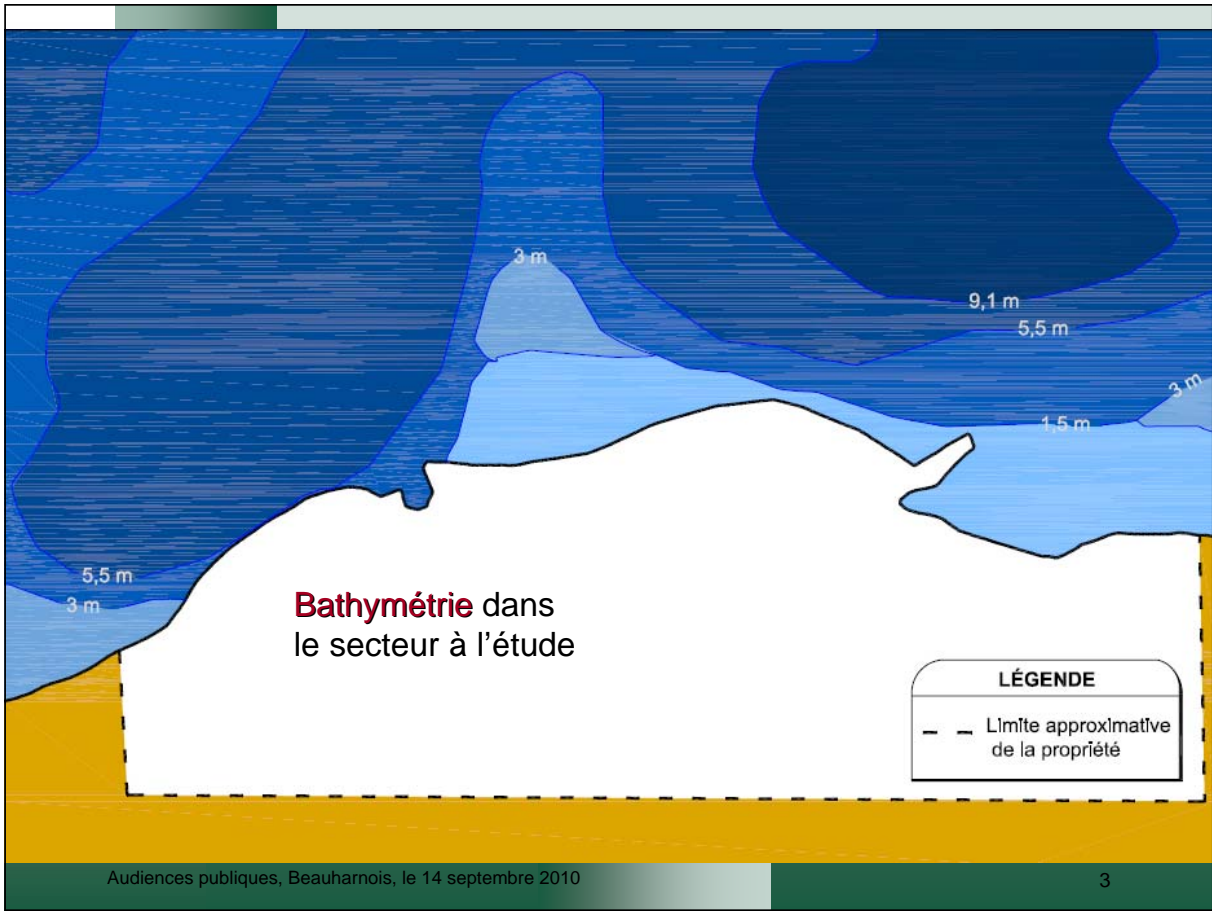 3 m
9,1 m
5,5 m
3 m
1,5 m
5,5 m
3 m
Bathymétrie dans
le secteur à l'étude
LÉGENDE
Limite approximative
de la propriété
Audiences publiques, Beauharnois, le 14 septembre 2010
3